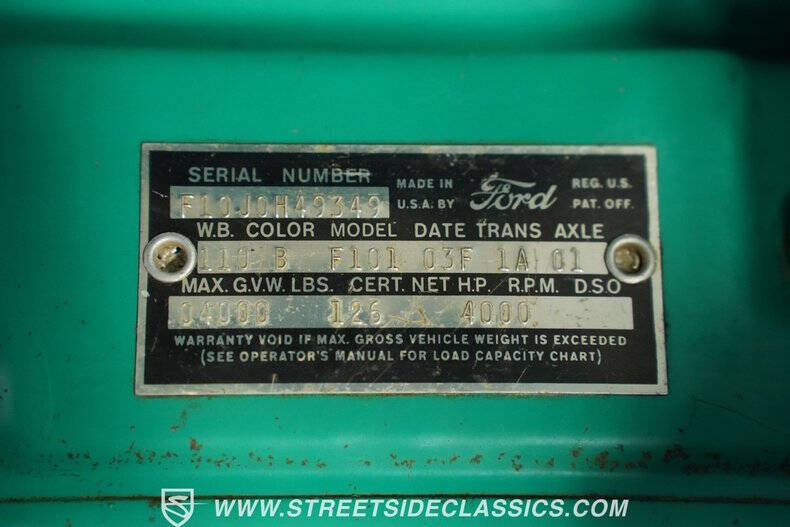 SERIAL NUMBER
F10J0H49349
MADE IN
U.S.A. BY
Ford
REG. U.S.
PAT. OFF.
W.B. COLOR MODEL DATE TRANS AXLE
110 B F101 03F 1A 01
MAX. G.V.W. LBS. CERT. NET H.P. R.P.M. D.S.O
04000 126 4000
WARRANTY VOID IF MAX. GROSS VEHICLE WEIGHT IS EXCEEDED
(SEE OPERATOR'S MANUAL FOR LOAD CAPACITY CHART)
WWW.STREETSIDECLASSICS.COM